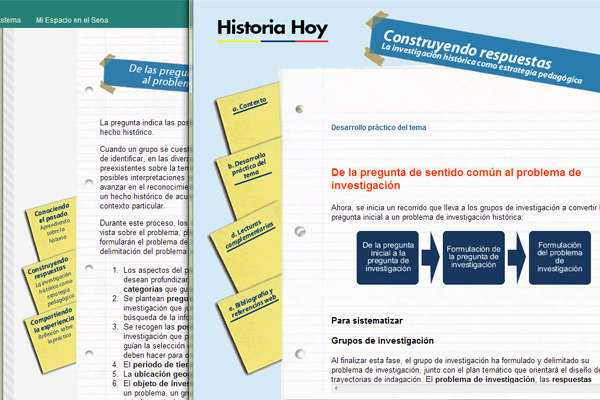 istema Mi Espacio en el Sena
De las pregu
al problem
La pregunta indica las pos
hecho histórico.
Cuando un grupo se cuest
de identificar, en las divers
preexistentes sobre la tem
posibles interpretaciones s
avanzar en el reconocimie
un hecho histórico de acu
contexto particular.
Durante este proceso, los
vista sobre el problema, pl
formularán el problema de
delimitación del problema
1. Los aspectos del pa
desean profundizar
categorías que gu
2. Se plantean pregun
investigación que ju
búsqueda de la info
3. Se recogen las pos
investigación que p
guían la selección d
deben hacer para c
4. El periodo de tiem
5. La ubicación geog
6. El objeto de inves
un problema, un gr
Conociendo
el pasado
Aprendiendo
sobre la
historia
Construyendo
respuestas
La investigación
histórica como
estrategia
pedagógica
Compartiendo
la experiencia
Reflexión sobre
la práctica
Historia Hoy
Construyendo respuestas
La investigación histórica como estrategia pedagógica
a. Contexto
b. Desarrollo
práctico del
tema
d. Lecturas
complementarias
e. Bibliografía y
referencias web
Desarrollo práctico del tema
De la pregunta de sentido común al problema de
investigación
Ahora, se inicia un recorrido que lleva a los grupos de investigación a convertir l
pregunta inicial a un problema de investigación histórica:
De la pregunta
inicial a la
pregunta de
investigación
Formulación de
la pregunta de
investigación
Formulación
del problema
de
investigación
Para sistematizar
Grupos de investigación
Al finalizar esta fase, el grupo de investigación ha formulado y delimitado su
problema de investigación, junto con el plan temático que orientará el diseño de
trayectorias de indagación. El problema de investigación, las respuestas